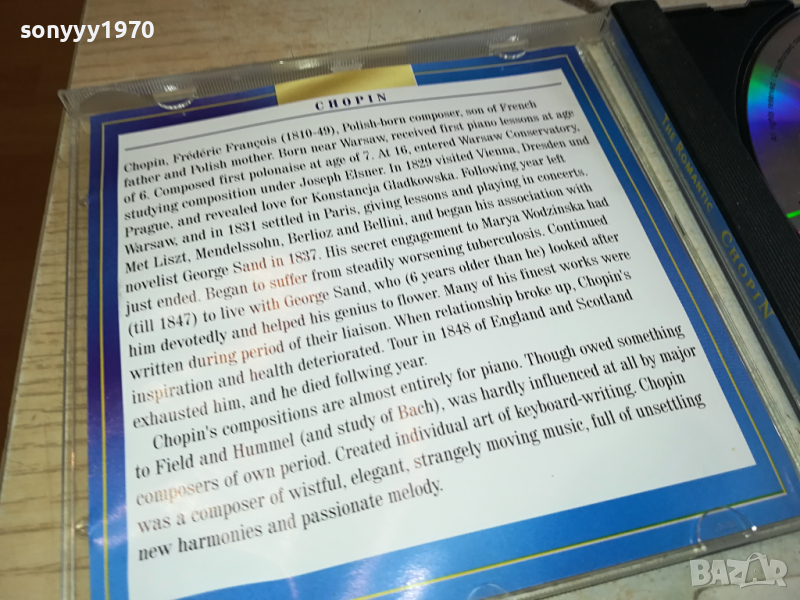 sonyyy1970
CHOPIN
Chopin, Frédéric François (1810-49), Polish-born composer, son of French
father and Polish mother. Born near Warsaw, received first piano lessons at age
of 6. Composed first polonaise at age of 7. At 16, entered Warsaw Conservatory,
studying composition under Joseph Elsner. In 1829 visited Vienna, Dresden und
Prague, and revealed love for Konstancja Gladkowska. Following year left
Warsaw, and in 1831 settled in Paris, giving lessons and playing in concerts.
Met Liszt, Mendelssohn, Berlioz and Bellini, and began his association with
novelist George Sand in 1837. His secret engagement to Marya Wodzinska had
just ended. Began to suffer from steadily worsening tuberculosis. Continued
(till 1847) to live with George Sand, who (6 years older than he) looked after
him devotedly and helped his genius to flower. Many of his finest works were
written during period of their liaison. When relationship broke up, Chopin's
inspiration and health deteriorated. Tour in 1848 of England and Scotland
exhausted him, and he died follwing year.
Chopin's compositions are almost entirely for piano. Though owed something
to Field and Hummel (and study of Bach), was hardly influenced at all by major
composers of own period. Created individual art of keyboard-writing. Chopin
was a composer of wistful, elegant, strangely moving music, full of unsettling
new harmonies and passionate melody.
THE ROMANTIC CHOPIN
BAZAR